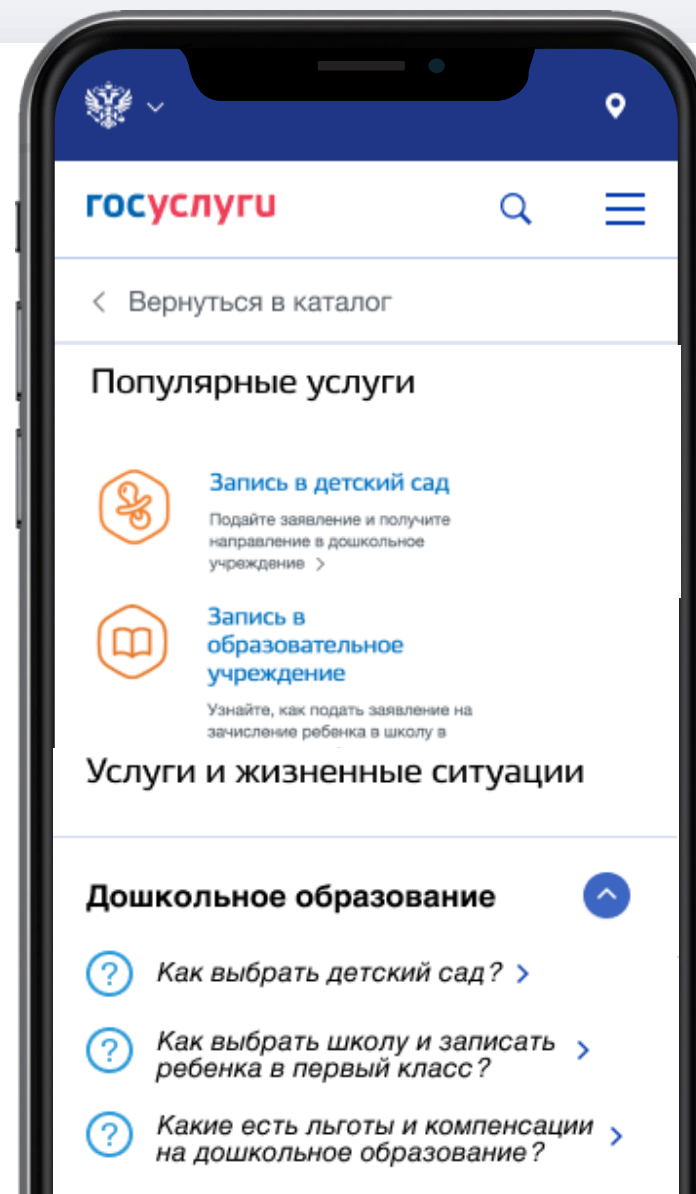 госуслуги
Вернуться в каталог
Популярные услуги
Запись в детский сад
Подайте заявление и получите
направление в дошкольное
учреждение
Запись в
образовательное
учреждение
Узнайте, как подать заявление на
зачисление ребенка в школу в
Услуги и жизненные ситуации
Дошкольное образование
Как выбрать детский сад?
Как выбрать школу и записать
ребенка в первый класс?
Какие есть льготы и компенсации
на дошкольное образование?